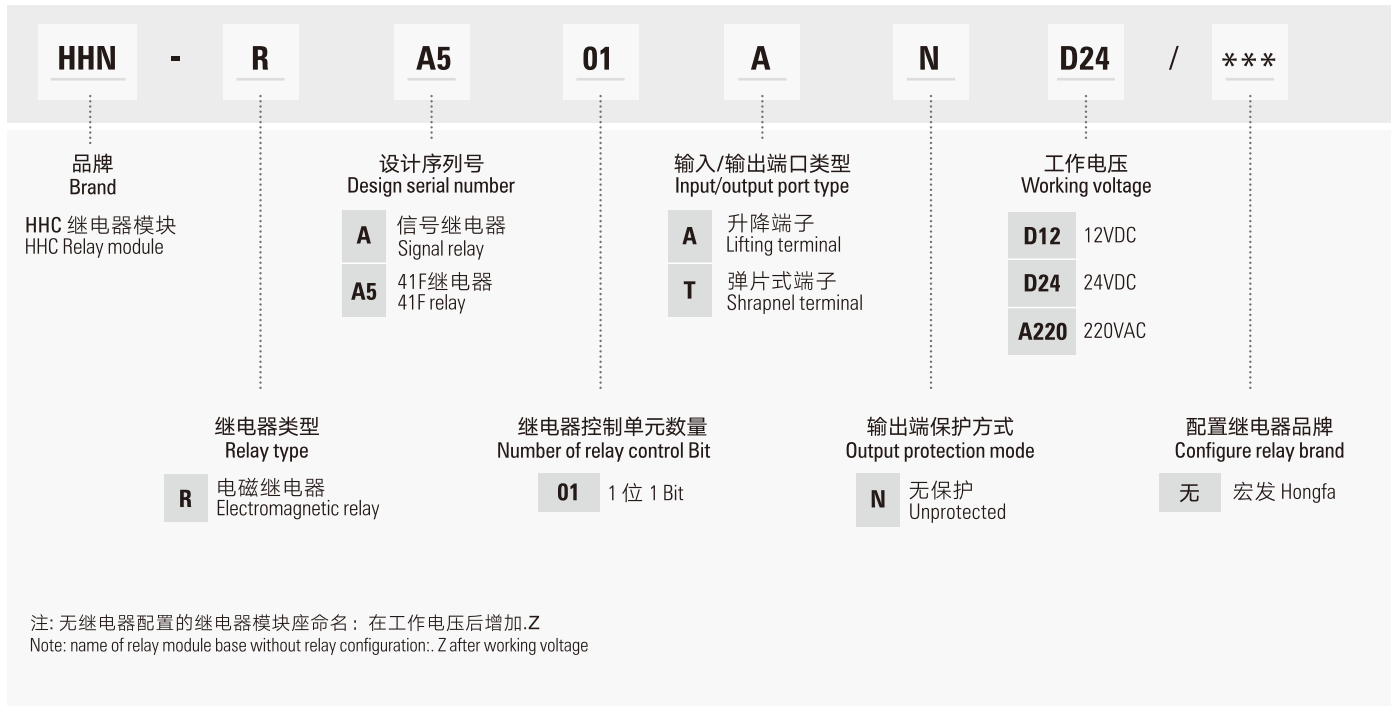 HHN - R A5 01 A N D24 / ***
品牌
Brand
HHC 继电器模块
HHC Relay module
设计序列号
Design serial number
A 信号继电器
Signal relay
A5 41F继电器
41F relay
输入/输出端口类型
Input/output port type
A 升降端子
Lifting terminal
T 弹片式端子
Shrapnel terminal
工作电压
Working voltage
D12 12VDC
D24 24VDC
A220 220VAC
继电器类型
Relay type
R 电磁继电器
Electromagnetic relay
继电器控制单元数量
Number of relay control Bit
01 1 位 1 Bit
输出端保护方式
Output protection mode
N 无保护
Unprotected
配置继电器品牌
Configure relay brand
无 宏发 Hongfa
注: 无继电器配置的继电器模块座命名: 在工作电压后增加.Z
Note: name of relay module base without relay configuration:. Z after working voltage